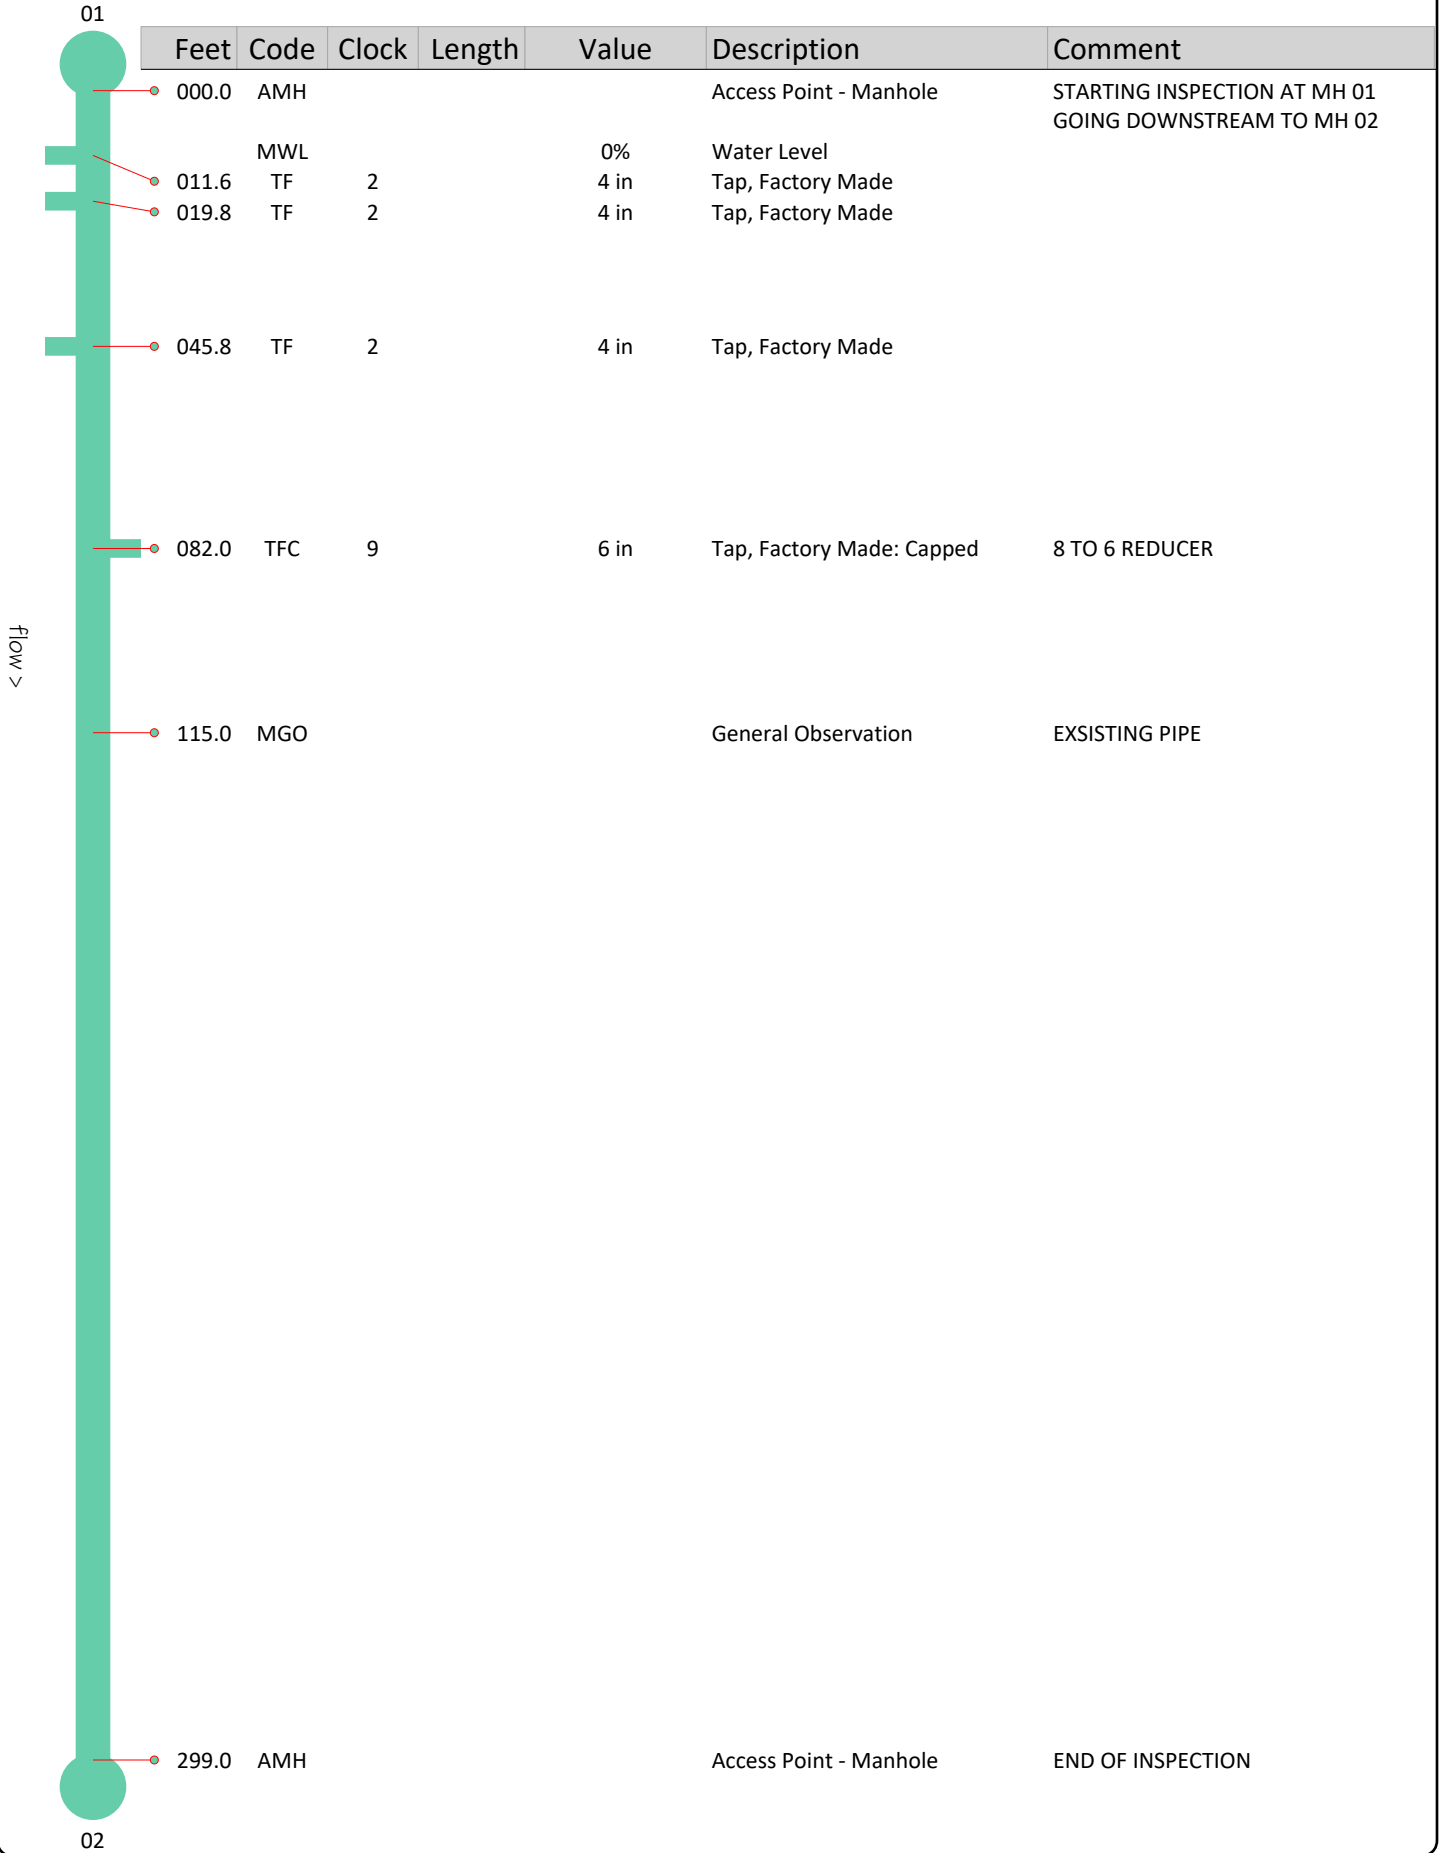 01
Feet Code Clock Length Value Description Comment
000.0 AMH Access Point - Manhole STARTING INSPECTION AT MH 01
GOING DOWNSTREAM TO MH 02
MWL 0% Water Level
011.6 TF 2 4 in Tap, Factory Made
019.8 TF 2 4 in Tap, Factory Made
045.8 TF 2 4 in Tap, Factory Made
082.0 TFC 9 6 in Tap, Factory Made: Capped 8 TO 6 REDUCER
flow >
115.0 MGO General Observation EXSISTING PIPE
299.0 AMH Access Point - Manhole END OF INSPECTION
02